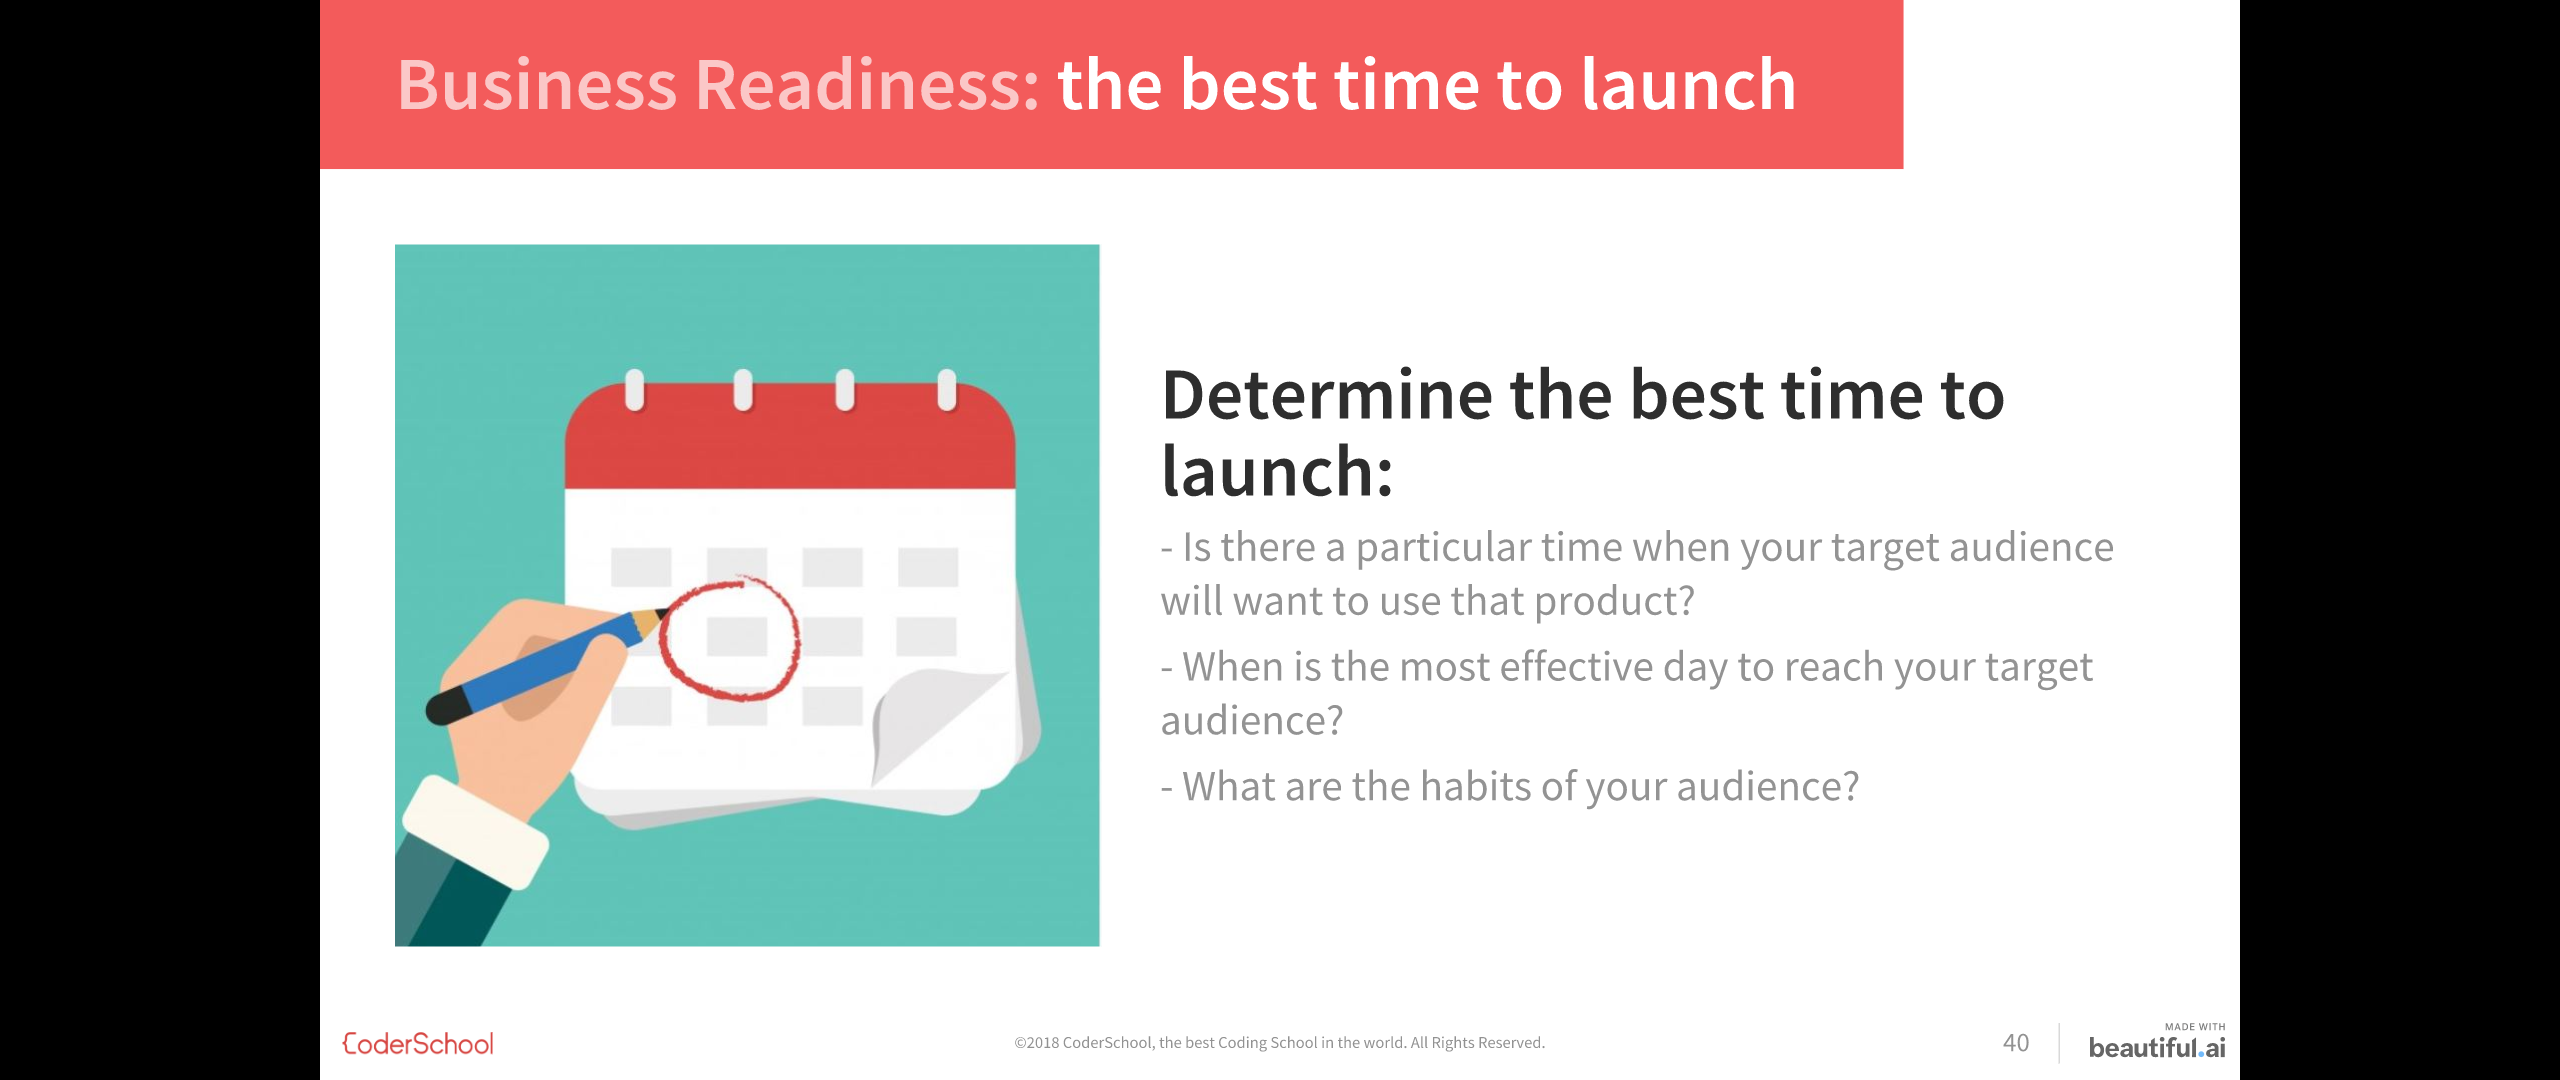 Business Readiness: the best time to launch
Determine the best time to
launch:
- Is there a particular time when your target audience
will want to use that product?
- When is the most effective day to reach your target
audience?
- What are the habits of your audience?
CoderSchool
©2018 CoderSchool, the best Coding School in the world. All Rights Reserved.
40
MADE WITH
beautiful.ai